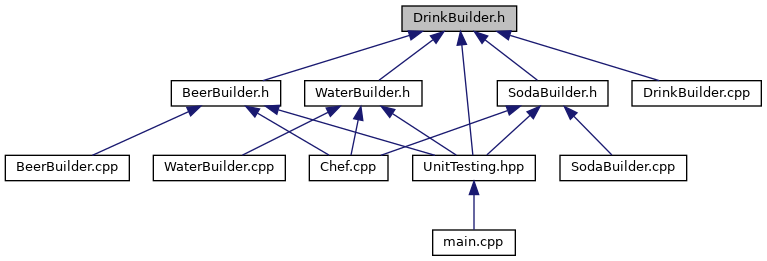 DrinkBuilder.h
BeerBuilder.h
WaterBuilder.h
SodaBuilder.h
DrinkBuilder.cpp
BeerBuilder.cpp
WaterBuilder.cpp
Chef.cpp
UnitTesting.hpp
SodaBuilder.cpp
main.cpp